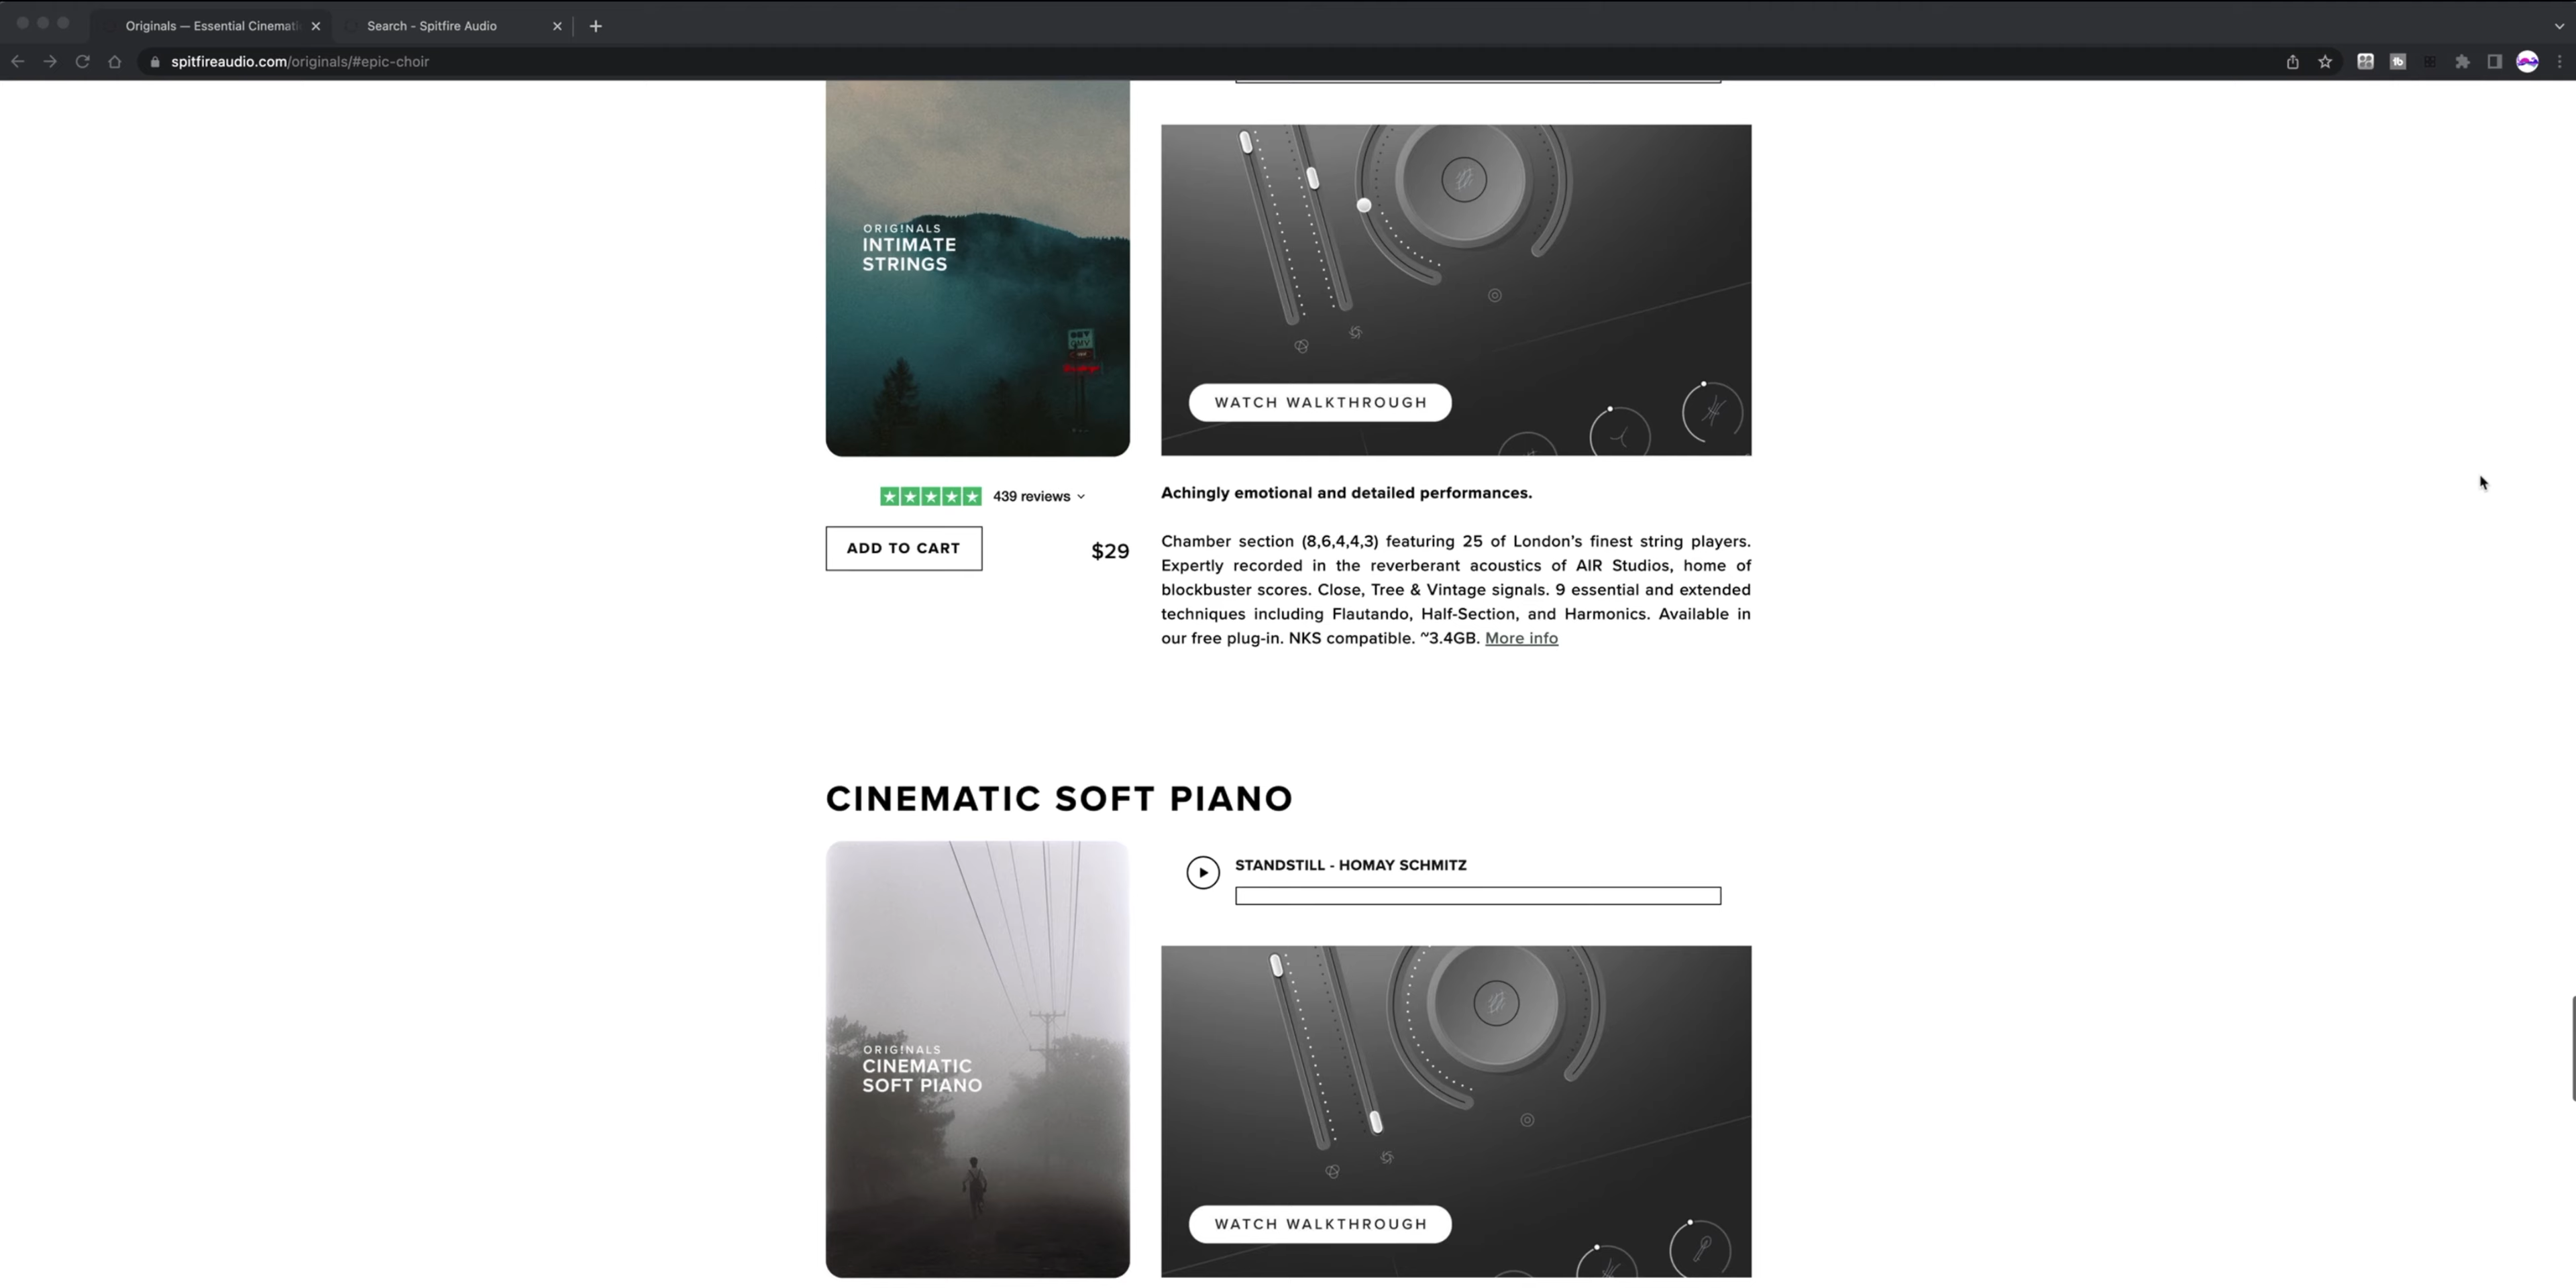 Originals — Essential Cinemati
Search - Spitfire Audio
spitfireaudio.com/originals/#epic-choir
ORIG!NALS
INTIMATE
STRINGS
WATCH WALKTHROUGH
439 reviews
ADD TO CART
$29
Achingly emotional and detailed performances.
Chamber section (8,6,4,4,3) featuring 25 of London's finest string players.
Expertly recorded in the reverberant acoustics of AIR Studios, home of
blockbuster scores. Close, Tree & Vintage signals. 9 essential and extended
techniques including Flautando, Half-Section, and Harmonics. Available in
our free plug-in. NKS compatible. ~3.4GB. More info
CINEMATIC SOFT PIANO
ORIG!NALS
CINEMATIC
SOFT PIANO
STANDSTILL - HOMAY SCHMITZ
WATCH WALKTHROUGH